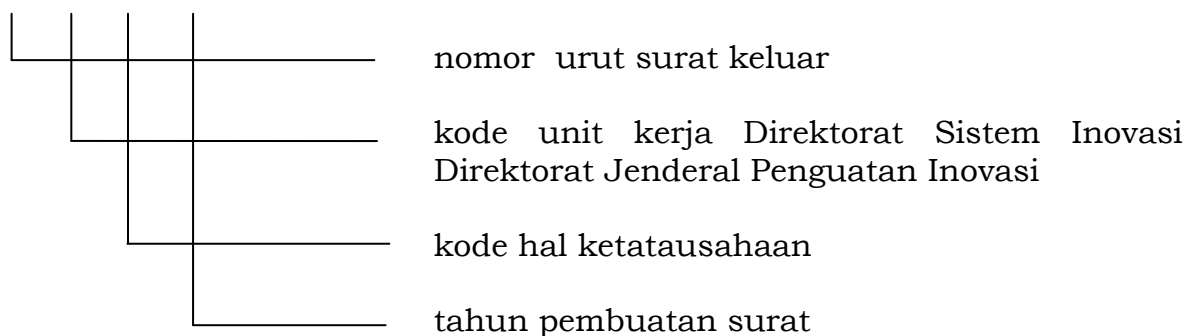 nomor urut surat keluar
kode unit kerja Direktorat Sistem Inovasi
Direktorat Jenderal Penguatan Inovasi
kode hal ketatausahaan
tahun pembuatan surat